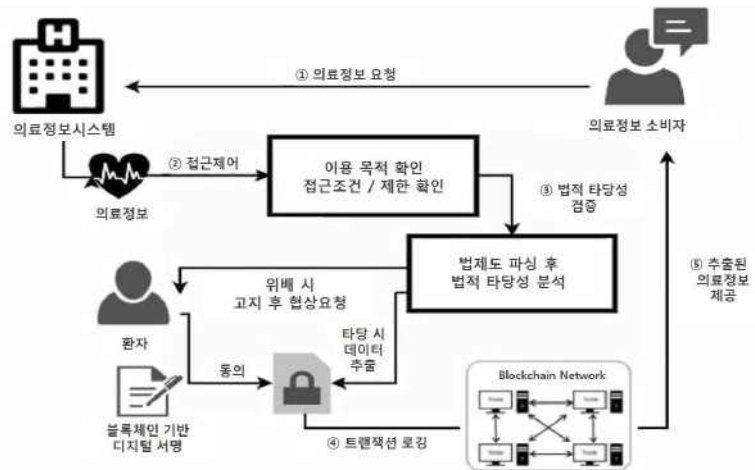 H
① 의료정보 요청
의료정보시스템
의료정보 소비자
② 접근제어
이용 목적 확인
접근조건 / 제한 확인
의료정보
③ 법적 타당성
검증
법제도 파싱 후
법적 타당성 분석
⑤ 추출된
의료정보
제공
위배 시
고지 후 협상요청
환자
타당 시
데이터
추출
동의
Blockchain Network
블록체인 기반
디지털 서명
④ 트랜잭션 로깅